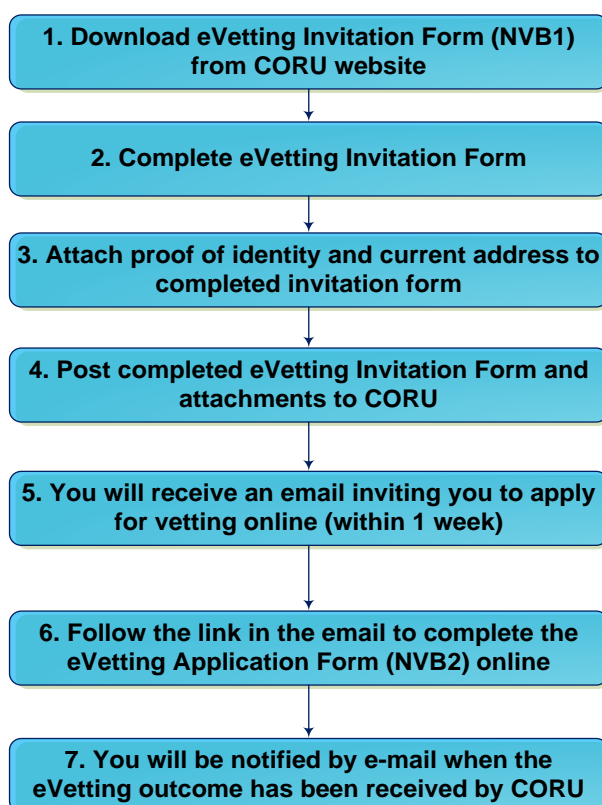 1. Download eVetting Invitation Form (NVB1)
from CORU website
2. Complete eVetting Invitation Form
3. Attach proof of identity and current address to
completed invitation form
4. Post completed eVetting Invitation Form and
attachments to CORU
5. You will receive an email inviting you to apply
for vetting online (within 1 week)
6. Follow the link in the email to complete the
eVetting Application Form (NVB2) online
7. You will be notified by e-mail when the
eVetting outcome has been received by CORU